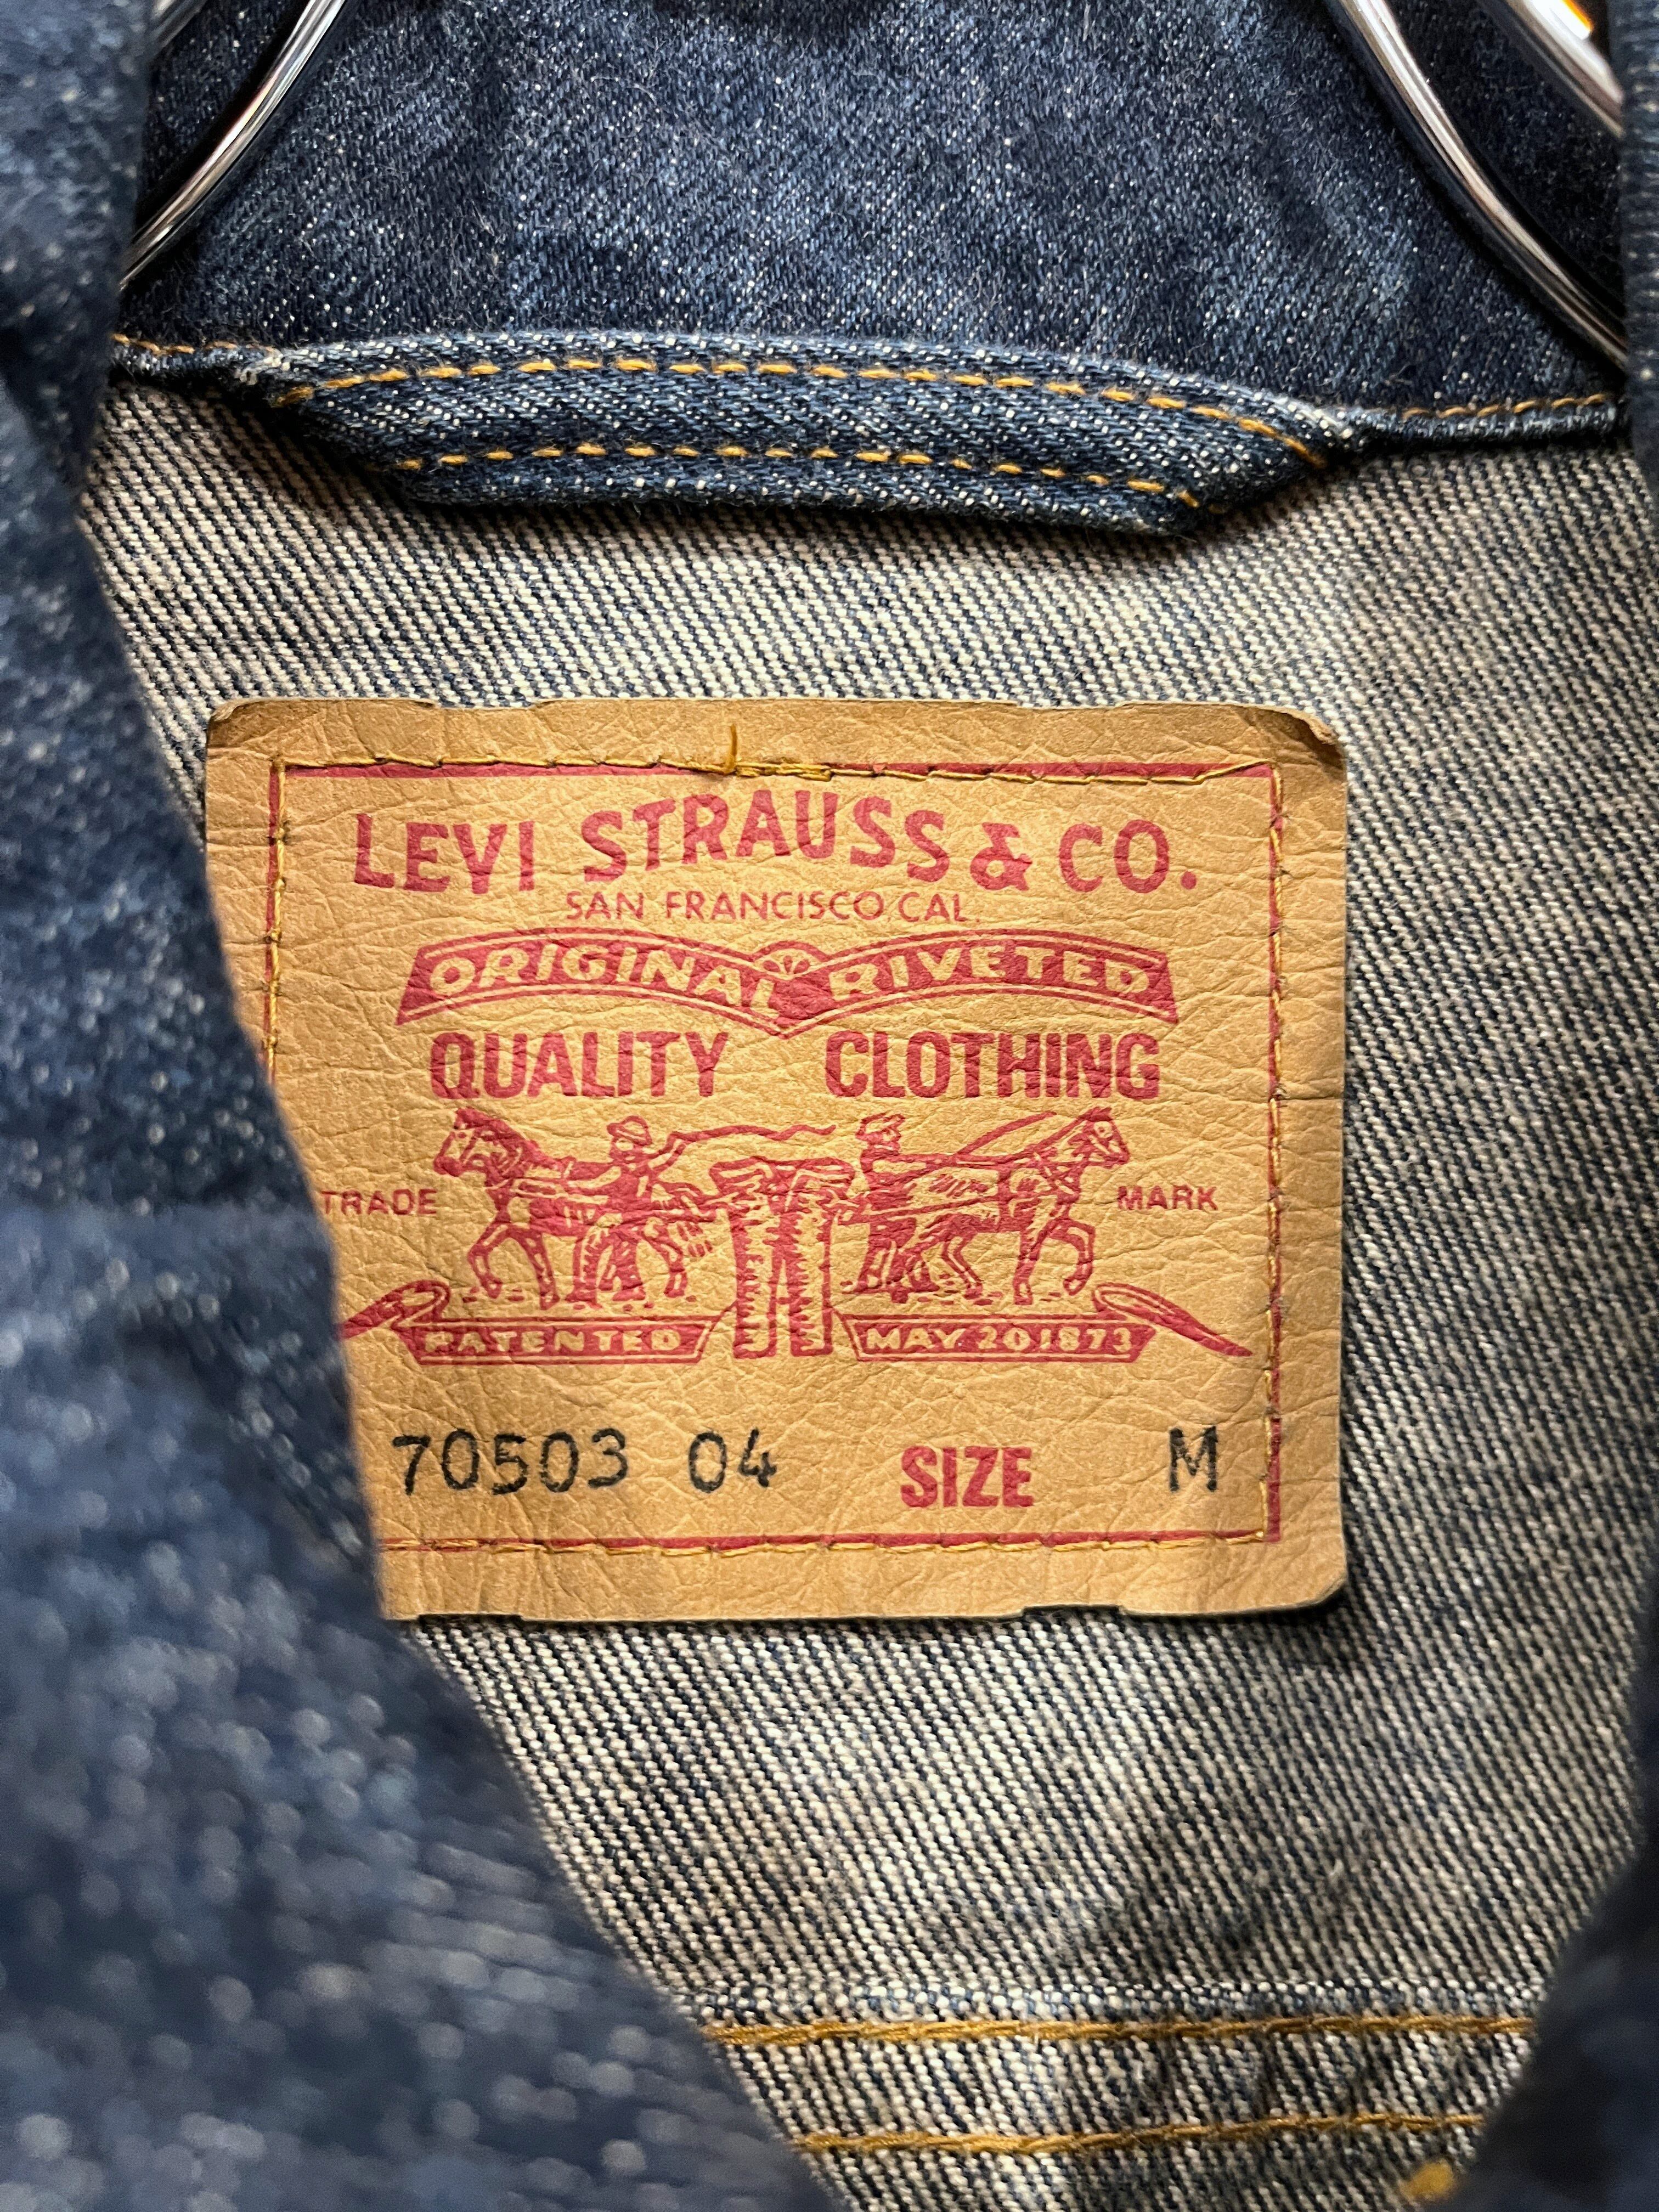 LEVI STRAUSS & CO.
SAN FRANCISCO CAL.
ORIGINAL RIVETED
QUALITY CLOTHING
TRADE MARK
PATENTED MAY 20 1873
70503 04 SIZE M